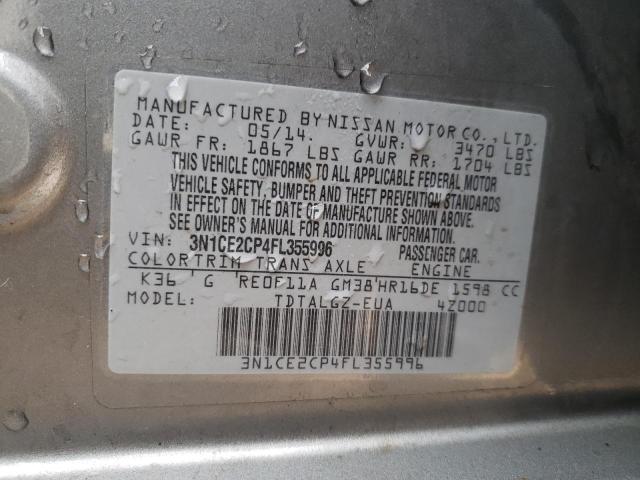 MANUFACTURED BY NISSAN MOTOR CO., LTD.
DATE: 05/14. GVWR: 3470 LBS
GAWR FR: 1867 LBS GAWR RR: 1704 LBS
THIS VEHICLE CONFORMS TO ALL APPLICABLE FEDERAL MOTOR
VEHICLE SAFETY, BUMPER AND THEFT PREVENTION STANDARDS
IN EFFECT ON THE DATE OF MANUFACTURE SHOWN ABOVE.
SEE OWNER'S MANUAL FOR ADDITIONAL INFORMATION.
VIN: 3N1CE2CP4FL355996 PASSENGER CAR.
COLOR TRIM TRANS AXLE ENGINE
K36 G RE0F11A GM38 HR16DE 1598 CC
MODEL: TDTALGZ-EUA 4Z000
3N1CE2CP4FL355996